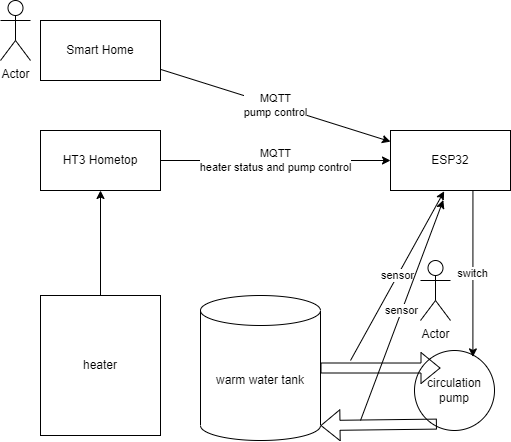 Smart Home
Actor
MQTT
pump control
HT3 Hometop
MQTT
heater status and pump control
ESP32
sensor
switch
sensor
Actor
heater
warm water tank
circulation
pump